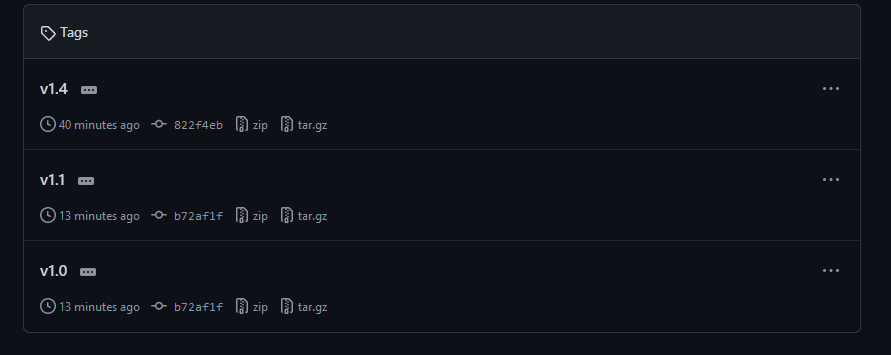 Tags
v1.4
40 minutes ago 822f4eb zip tar.gz
v1.1
13 minutes ago b72af1f zip tar.gz
v1.0
13 minutes ago b72af1f zip tar.gz